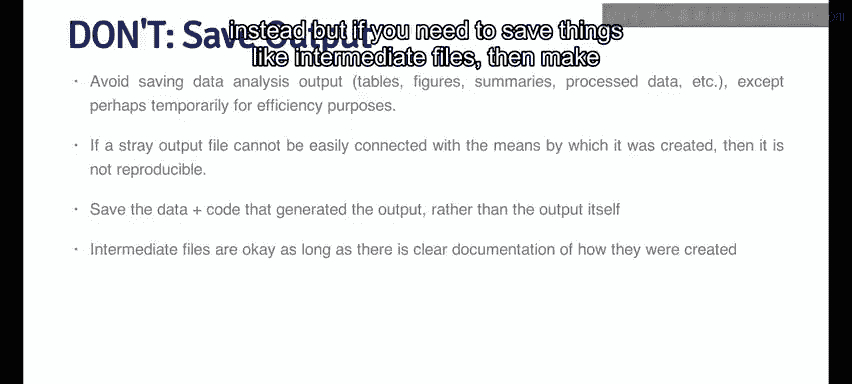 DON'T: Save Output
instead but if you need to save things
like intermediate files, then make
· Avoid saving data analysis output (tables, figures, summaries, processed data, etc.), except
perhaps temporarily for efficiency purposes.
· If a stray output file cannot be easily connected with the means by which it was created, then it is
not reproducible.
· Save the data + code that generated the output, rather than the output itself
· Intermediate files are okay as long as there is clear documentation of how they were created